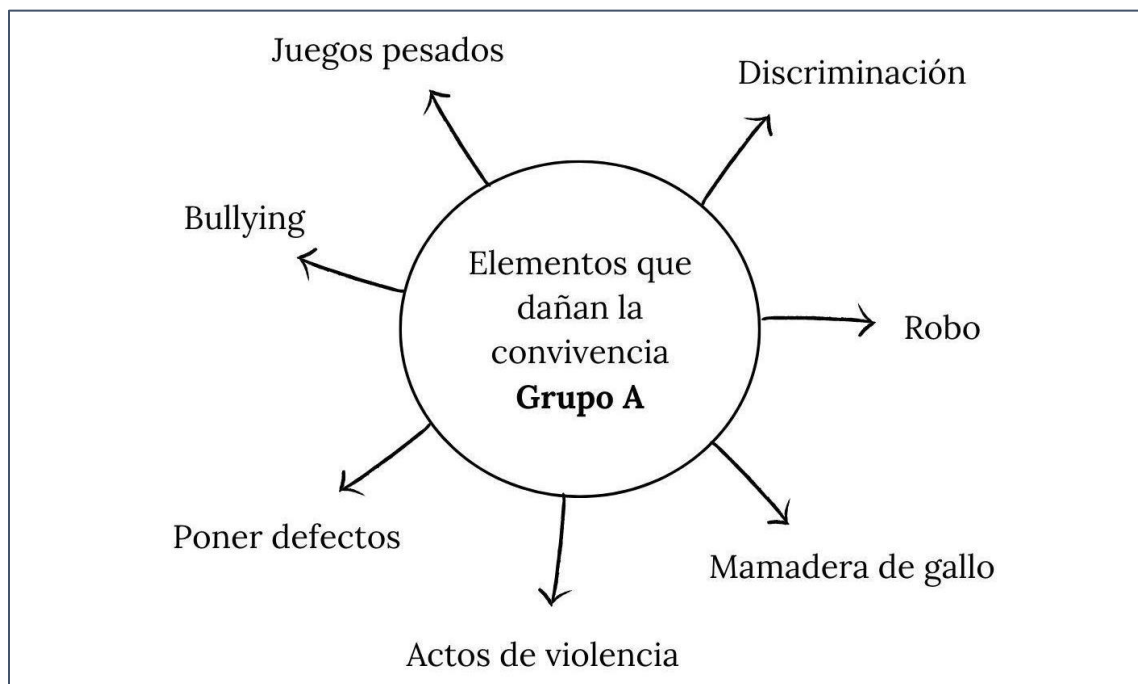 Juegos pesados
Discriminación
Bullying
Elementos que
dañan la
convivencia
Grupo A
Robo
Poner defectos
Mamadera de gallo
Actos de violencia